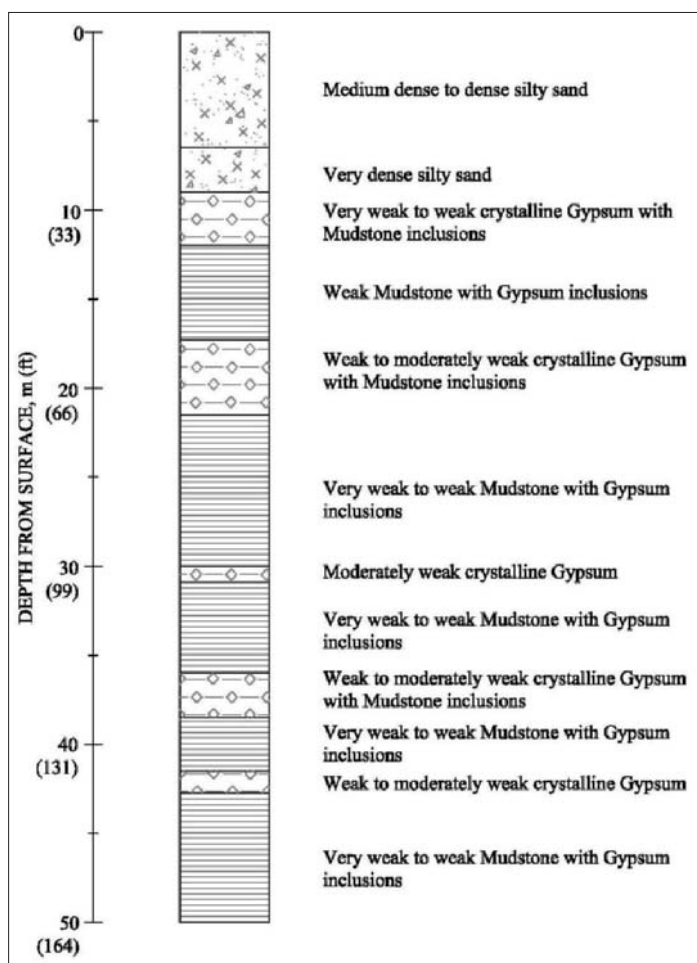 0
Medium dense to dense silty sand
Very dense silty sand
10
(33)
Very weak to weak crystalline Gypsum with
Mudstone inclusions
Weak Mudstone with Gypsum inclusions
DEPTH FROM SURFACE, m (ft)
20
(66)
Weak to moderately weak crystalline Gypsum
with Mudstone inclusions
Very weak to weak Mudstone with Gypsum
inclusions
30
(99)
Moderately weak crystalline Gypsum
Very weak to weak Mudstone with Gypsum
inclusions
Weak to moderately weak crystalline Gypsum
with Mudstone inclusions
40
(131)
Very weak to weak Mudstone with Gypsum
inclusions
Weak to moderately weak crystalline Gypsum
Very weak to weak Mudstone with Gypsum
inclusions
50
(164)